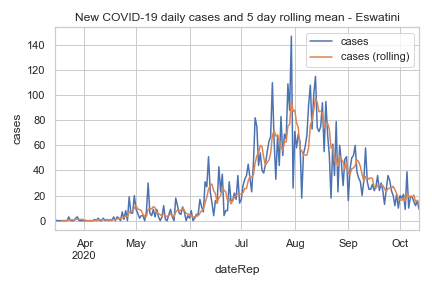 New COVID-19 daily cases and 5 day rolling mean - Eswatini
cases
cases (rolling)
140
120
100
80
60
40
20
0
cases
Apr
2020
May
Jun
Jul
Aug
Sep
Oct
dateRep